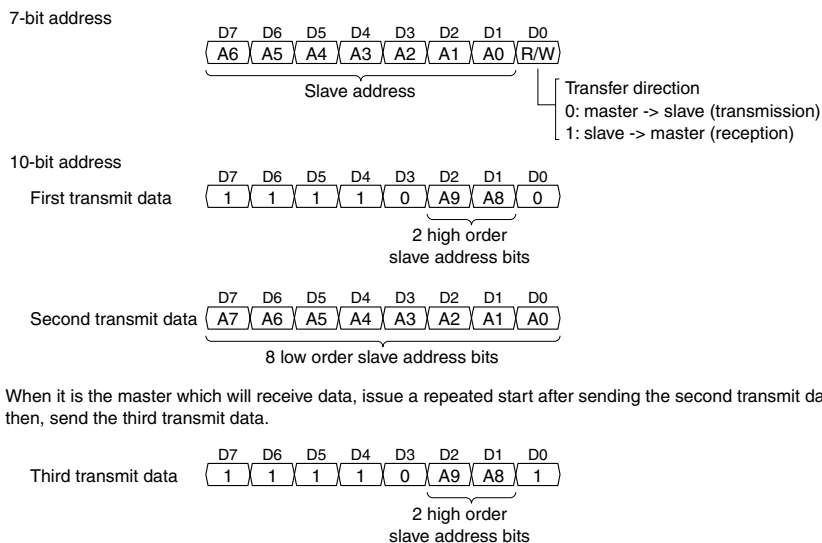 7-bit address
D7 D6 D5 D4 D3 D2 D1 D0
A6 A5 A4 A3 A2 A1 A0 R/W
Slave address
Transfer direction
0: master -> slave (transmission)
1: slave -> master (reception)
10-bit address
D7 D6 D5 D4 D3 D2 D1 D0
First transmit data 1 1 1 1 0 A9 A8 0
2 high order
slave address bits
D7 D6 D5 D4 D3 D2 D1 D0
Second transmit data A7 A6 A5 A4 A3 A2 A1 A0
8 low order slave address bits
When it is the master which will receive data, issue a repeated start after sending the second transmit da
then, send the third transmit data.
D7 D6 D5 D4 D3 D2 D1 D0
Third transmit data 1 1 1 1 0 A9 A8 1
2 high order
slave address bits